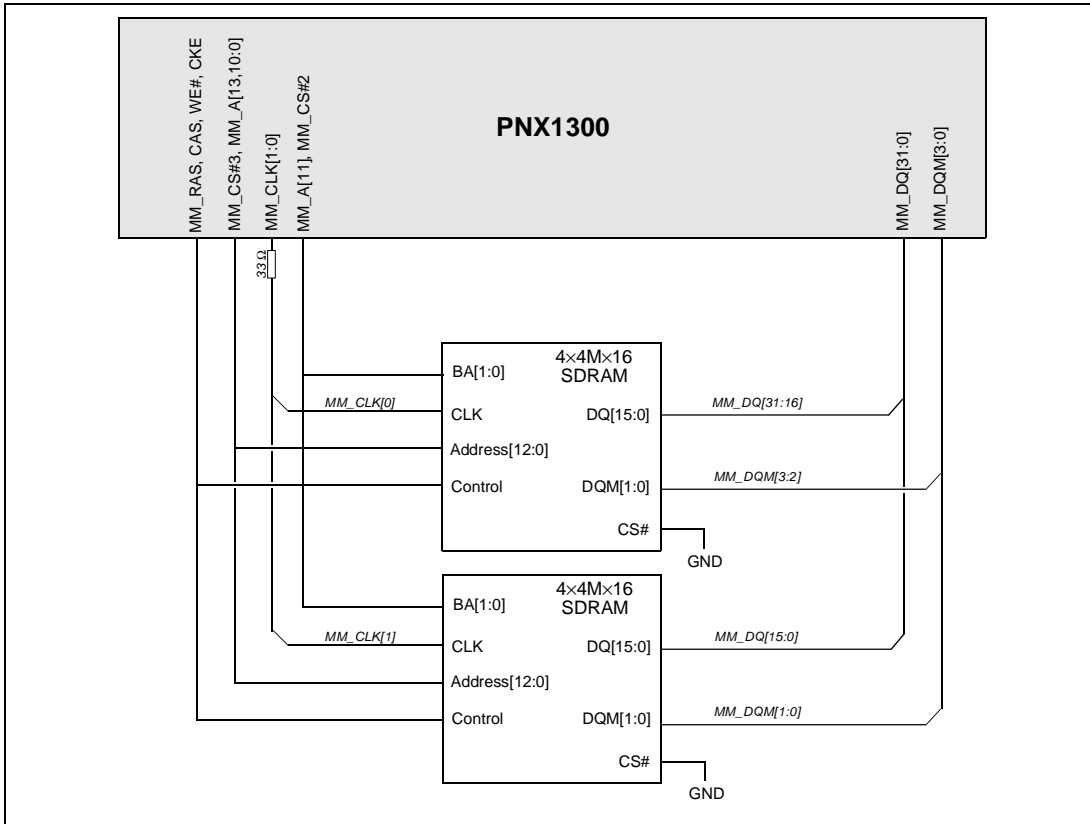 MM_RAS, CAS, WE#, CKE
MM_CS#3, MM_A[13,10:0]
MM_CLK[1:0]
MM_A[11], MM_CS#2
PNX1300
MM_DQ[31:0]
MM_DQM[3:0]
33 Ω
4×4M×16
SDRAM
BA[1:0]
MM_CLK[0]
CLK
DQ[15:0]
MM_DQ[31:16]
Address[12:0]
Control
DQM[1:0]
MM_DQM[3:2]
CS#
GND
4×4M×16
SDRAM
BA[1:0]
MM_CLK[1]
CLK
DQ[15:0]
MM_DQ[15:0]
Address[12:0]
Control
DQM[1:0]
MM_DQM[1:0]
CS#
GND